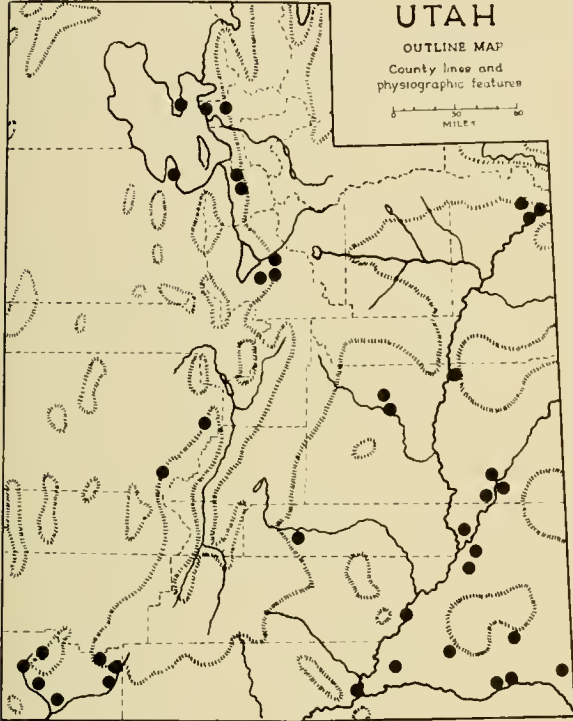 UTAH
OUTLINE MAP
County lines and
physiographic features
0 30 60
MILES